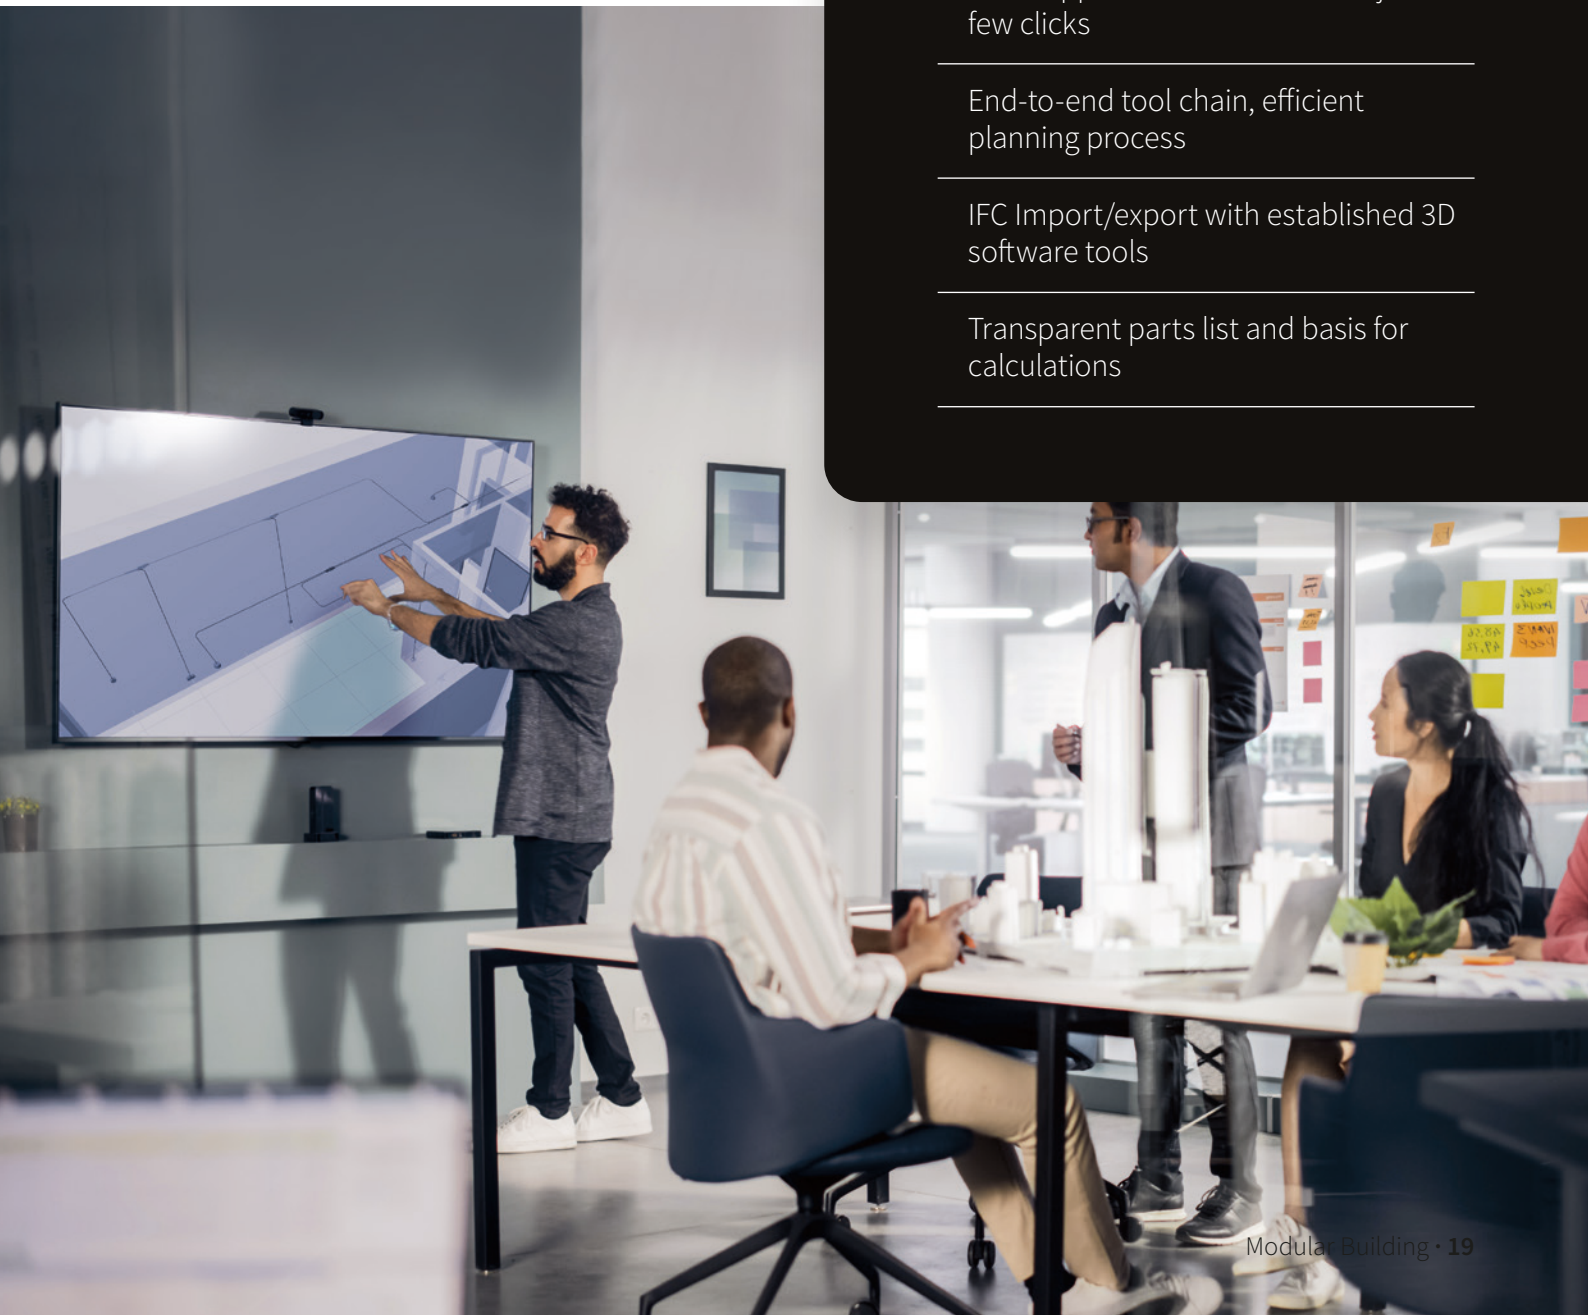 few clicks
End-to-end tool chain, efficient
planning process
IFC Import/export with established 3D
software tools
Transparent parts list and basis for
calculations
Modular Building · 19